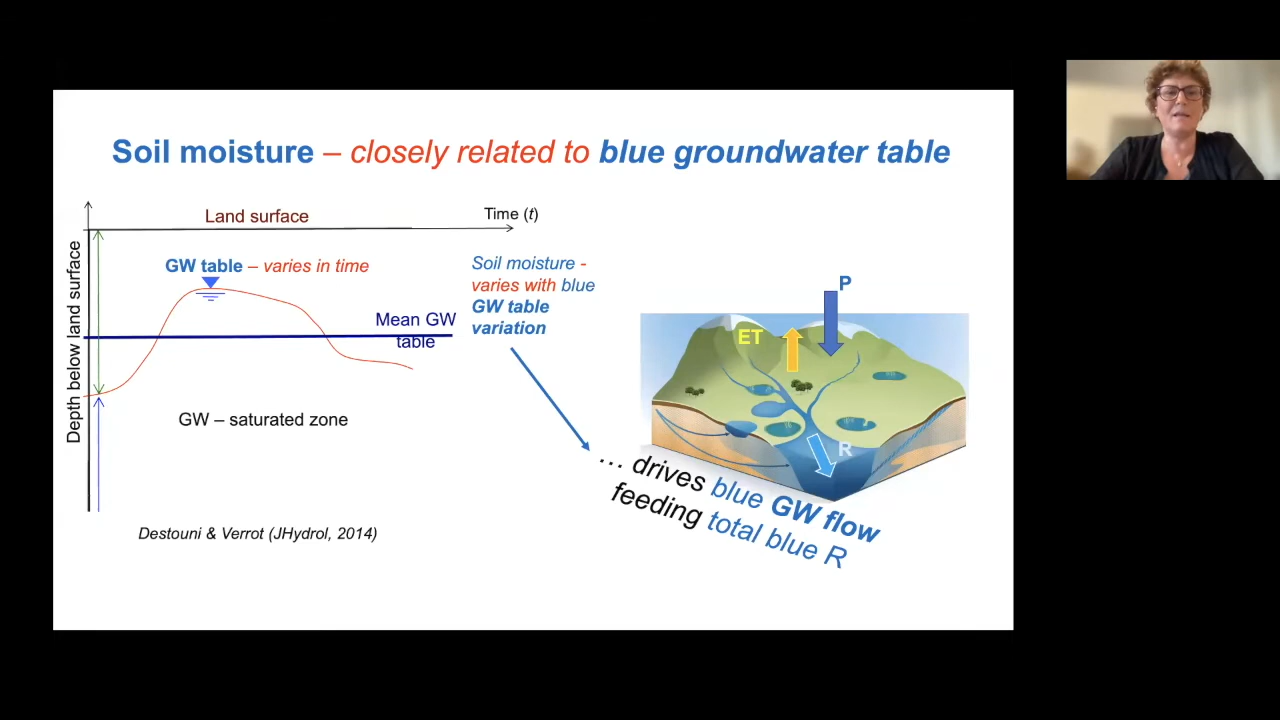 Soil moisture – closely related to blue groundwater table
Land surface
Time (t)
Depth below land surface
GW table – varies in time
Mean GW
table
GW – saturated zone
Soil moisture -
varies with blue
GW table
variation
P
ET
R
… drives blue GW flow
feeding total blue R
Destouni & Verrot (JHydrol, 2014)